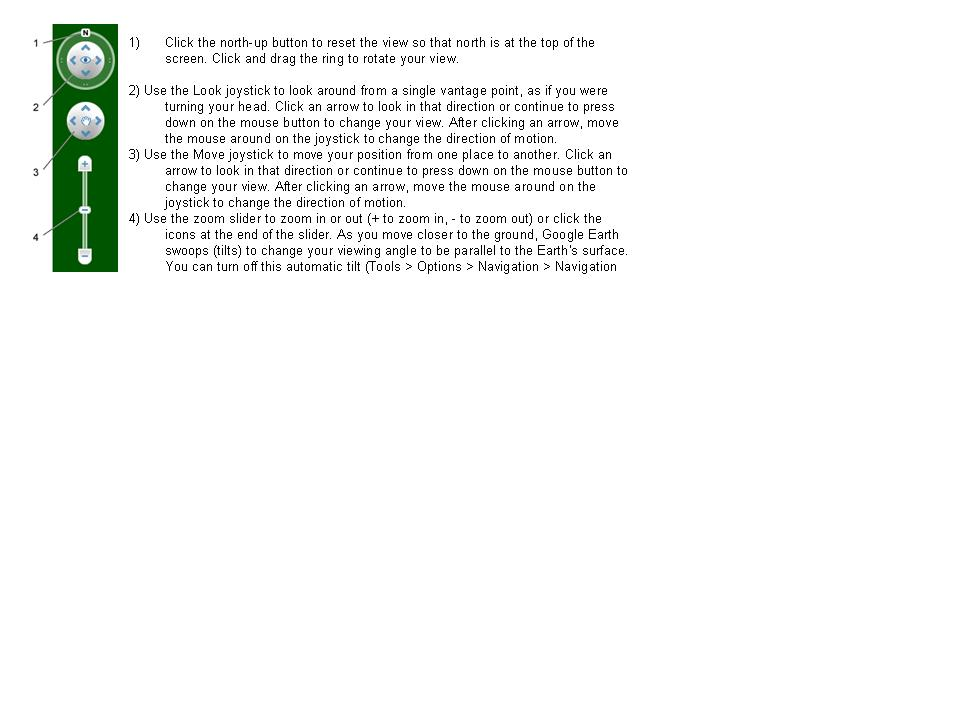 N
1
2
3
4
1) Click the north-up button to reset the view so that north is at the top of the
screen. Click and drag the ring to rotate your view.
2) Use the Look joystick to look around from a single vantage point, as if you were
turning your head. Click an arrow to look in that direction or continue to press
down on the mouse button to change your view. After clicking an arrow, move
the mouse around on the joystick to change the direction of motion.
3) Use the Move joystick to move your position from one place to another. Click an
arrow to look in that direction or continue to press down on the mouse button to
change your view. After clicking an arrow, move the mouse around on the
joystick to change the direction of motion.
4) Use the zoom slider to zoom in or out (+ to zoom in, - to zoom out) or click the
icons at the end of the slider. As you move closer to the ground, Google Earth
swoops (tilts) to change your viewing angle to be parallel to the Earth's surface.
You can turn off this automatic tilt (Tools > Options > Navigation > Navigation